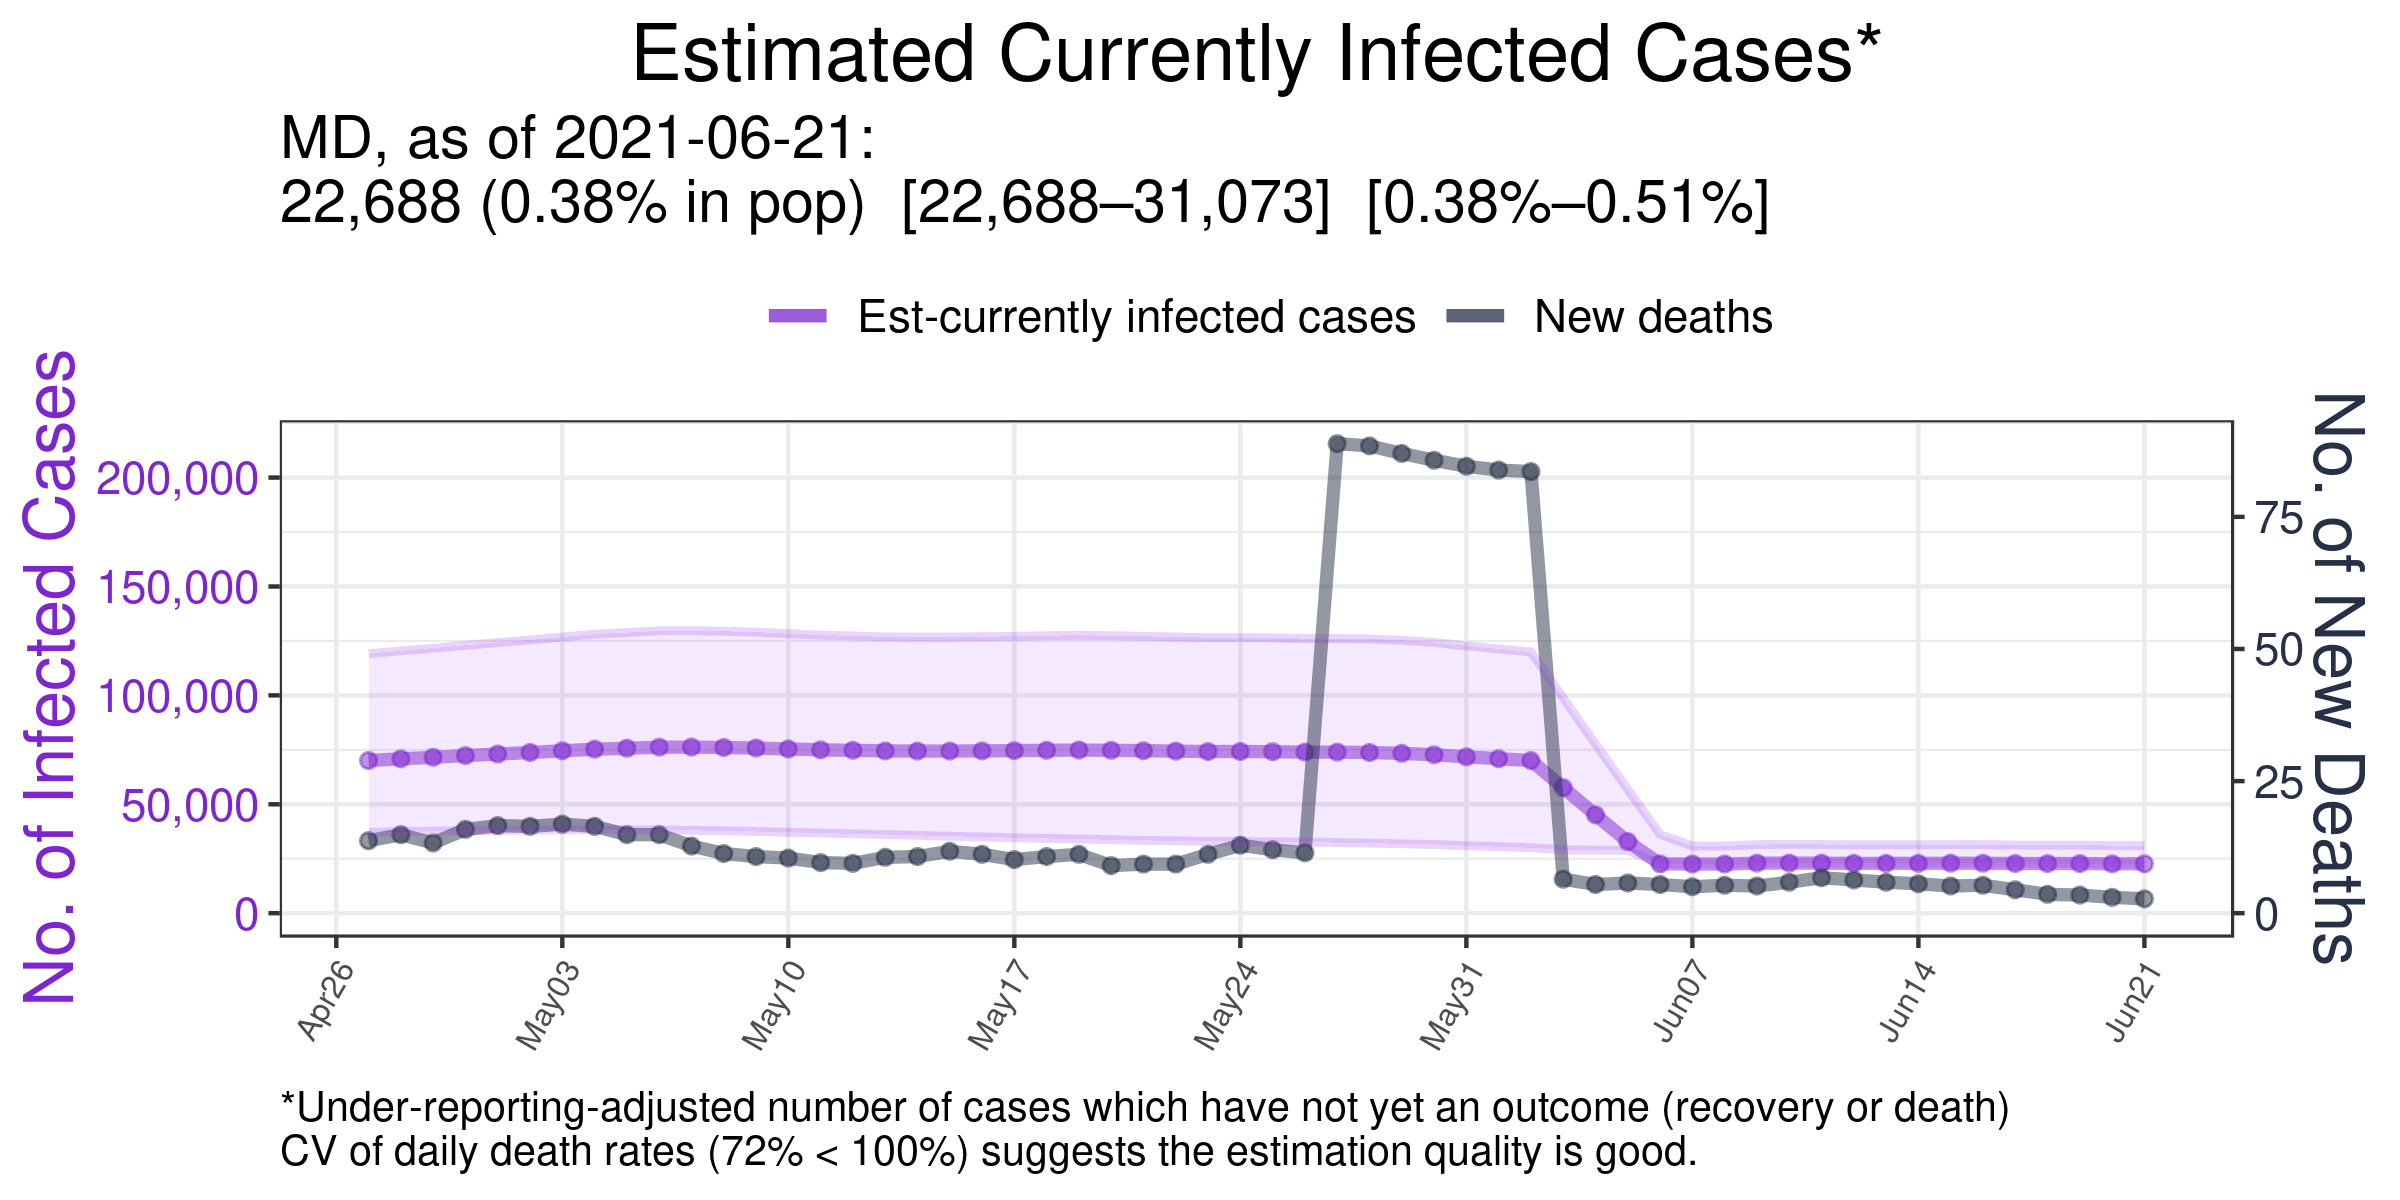 Estimated Currently Infected Cases*
MD, as of 2021-06-21:
22,688 (0.38% in pop)  [22,688–31,073]  [0.38%–0.51%]
Est-currently infected cases
New deaths
No. of Infected Cases
200,000
150,000
100,000
50,000
0
75
50
25
0
No. of New Deaths
Apr26
May03
May10
May17
May24
May31
Jun07
Jun14
Jun21
*Under-reporting-adjusted number of cases which have not yet an outcome (recovery or death)
CV of daily death rates (72% < 100%) suggests the estimation quality is good.